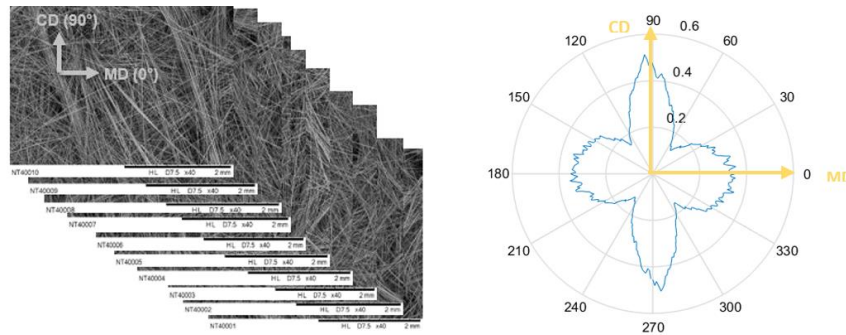 CD (90°)
MD (0°)
NT40010 HL D7.5 x40 2 mm
NT40009 HL D7.5 x40 2 mm
NT40008 HL D7.5 x40 2 mm
NT40007 HL D7.5 x40 2 mm
NT40006 HL D7.5 x40 2 mm
NT40005 HL D7.5 x40 2 mm
NT40004 HL D7.5 x40 2 mm
NT40003 HL D7.5 x40 2 mm
NT40002 HL D7.5 x40 2 mm
NT40001 HL D7.5 x40 2 mm
CD 90 0.6
120 60
0.4
150 30
0.2
180 0 MD
210 330
240 300
270